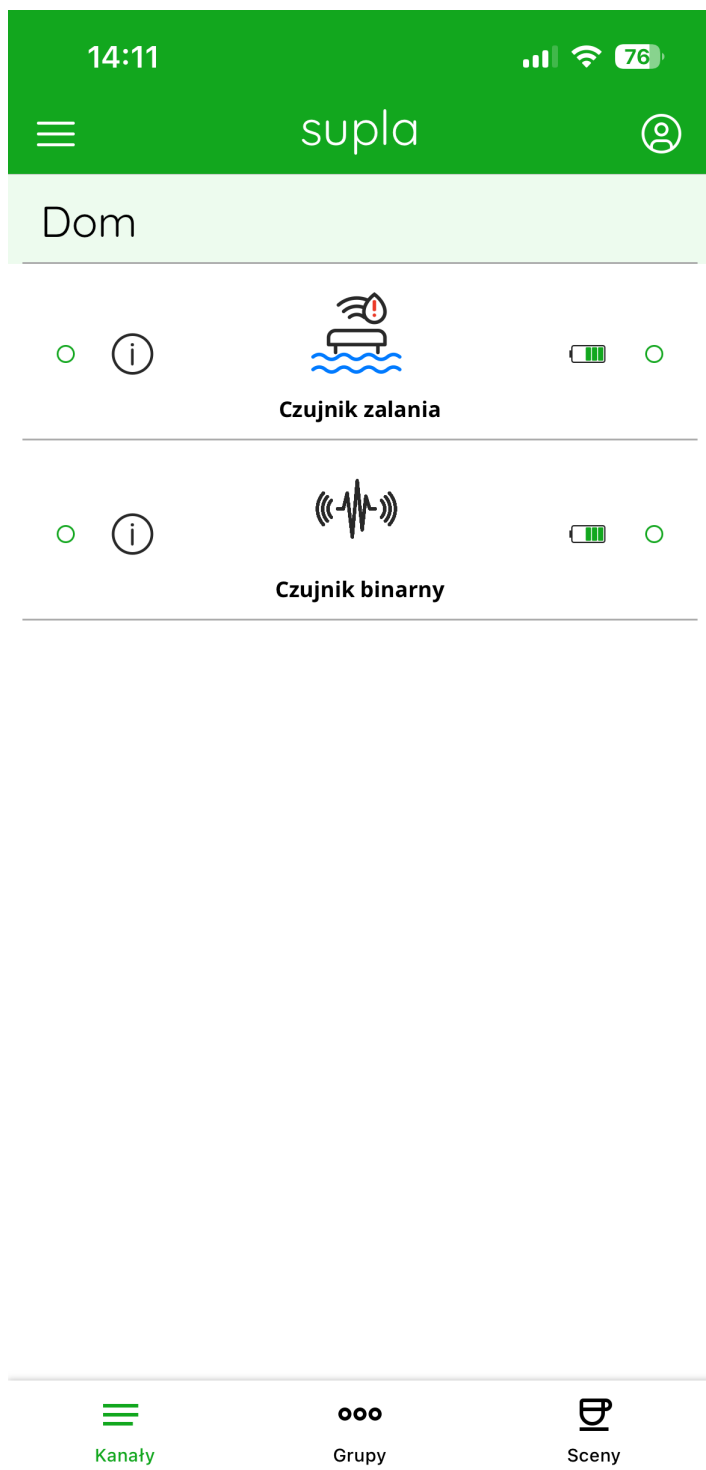 14:11
76
supla
Dom
Czujnik zalania
Czujnik binarny
Kanały
Grupy
Sceny